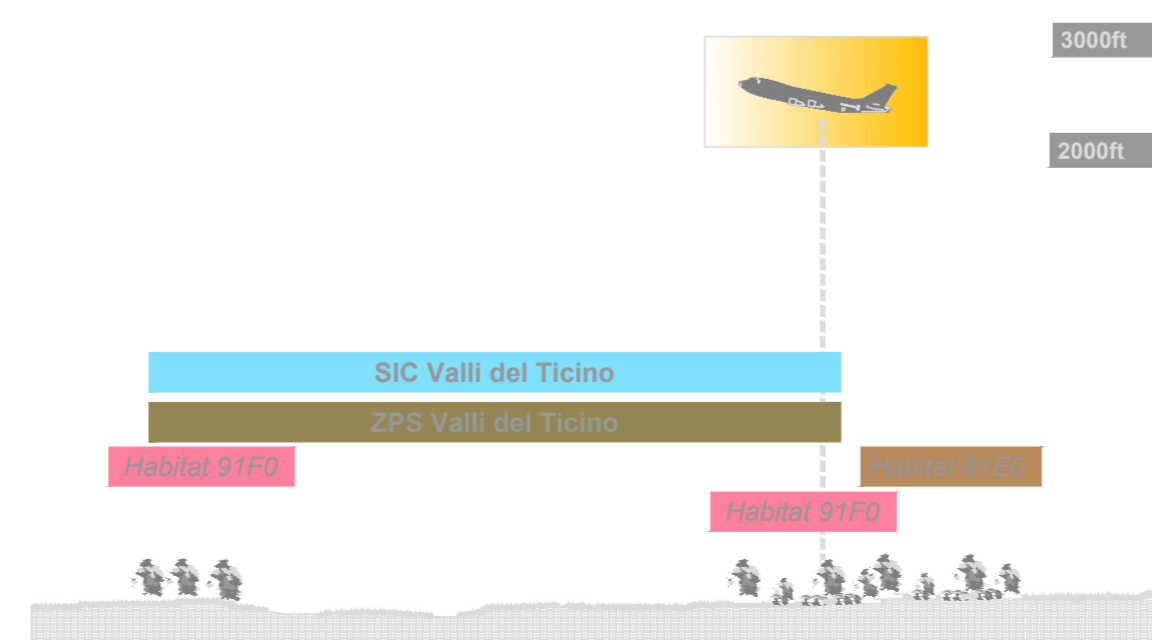 3000ft
2000ft
SIC Valli del Ticino
ZPS Valli del Ticino
Habitat 91F0
Habitat 91E0
Habitat 91F0